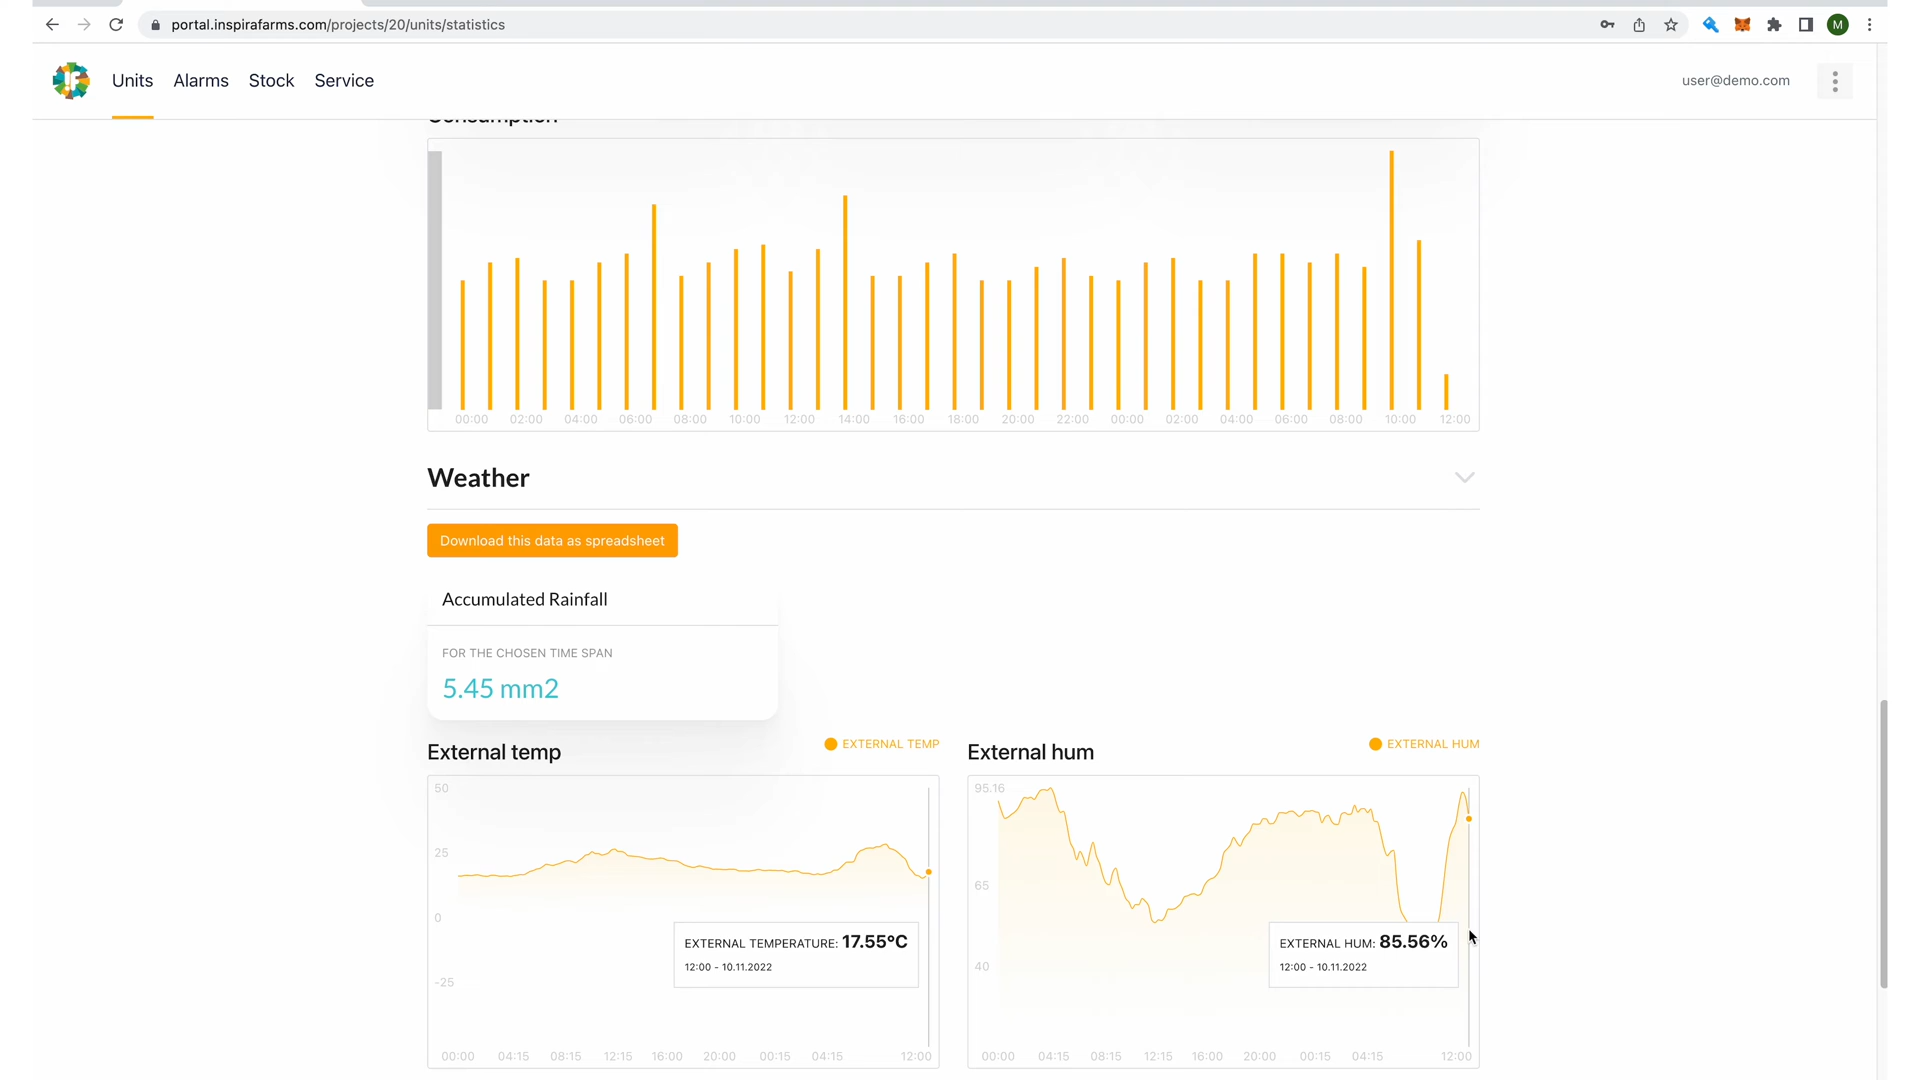 portal.inspirafarms.com/projects/20/units/statistics
M
Units Alarms Stock Service
user@demo.com
Consumption
00:00 02:00 04:00 06:00 08:00 10:00 12:00 14:00 16:00 18:00 20:00 22:00 00:00 02:00 04:00 06:00 08:00 10:00 12:00
Weather
Download this data as spreadsheet
Accumulated Rainfall
FOR THE CHOSEN TIME SPAN
5.45 mm2
External temp
EXTERNAL TEMP
50
25
0
-25
EXTERNAL TEMPERATURE: 17.55ºC
12:00 - 10.11.2022
00:00 04:15 08:15 12:15 16:00 20:00 00:15 04:15 12:00
External hum
EXTERNAL HUM
95.16
65
40
EXTERNAL HUM: 85.56%
12:00 - 10.11.2022
00:00 04:15 08:15 12:15 16:00 20:00 00:15 04:15 12:00